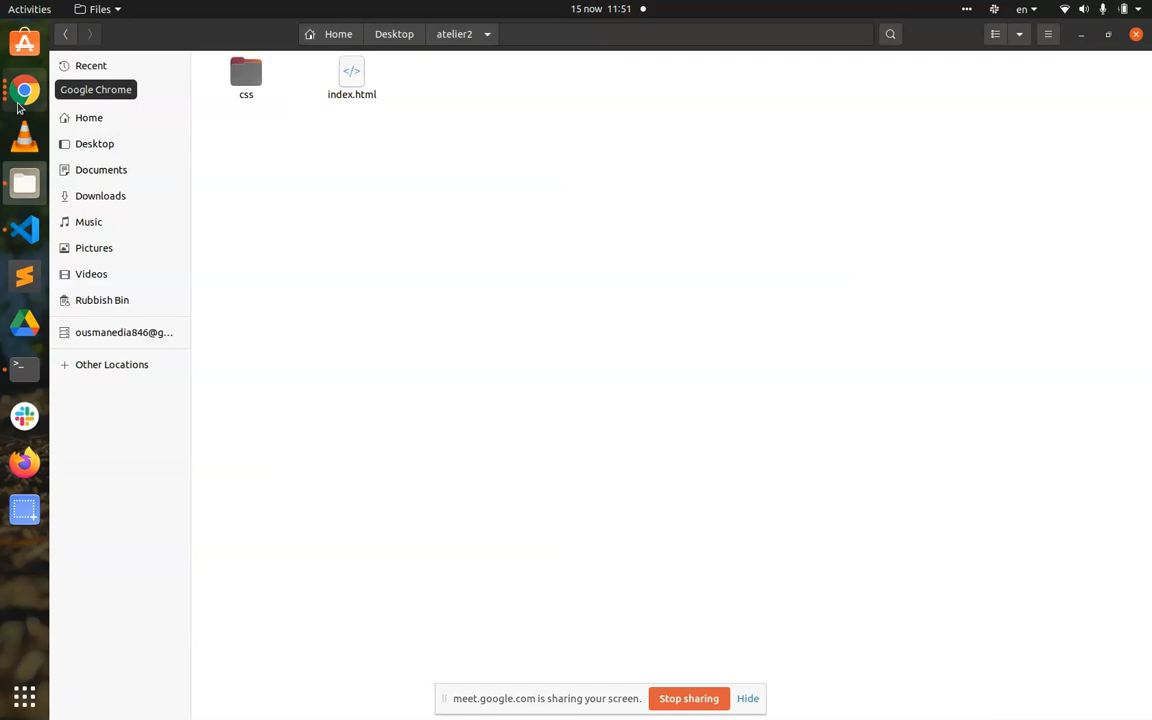 Activities
Files
15 nov 11:51
en
Home
Desktop
atelier2
Recent
Google Chrome
Home
Desktop
Documents
Downloads
Music
Pictures
Videos
Rubbish Bin
ousmanedia846@g...
Other Locations
css
index.html
meet.google.com is sharing your screen.
Stop sharing
Hide